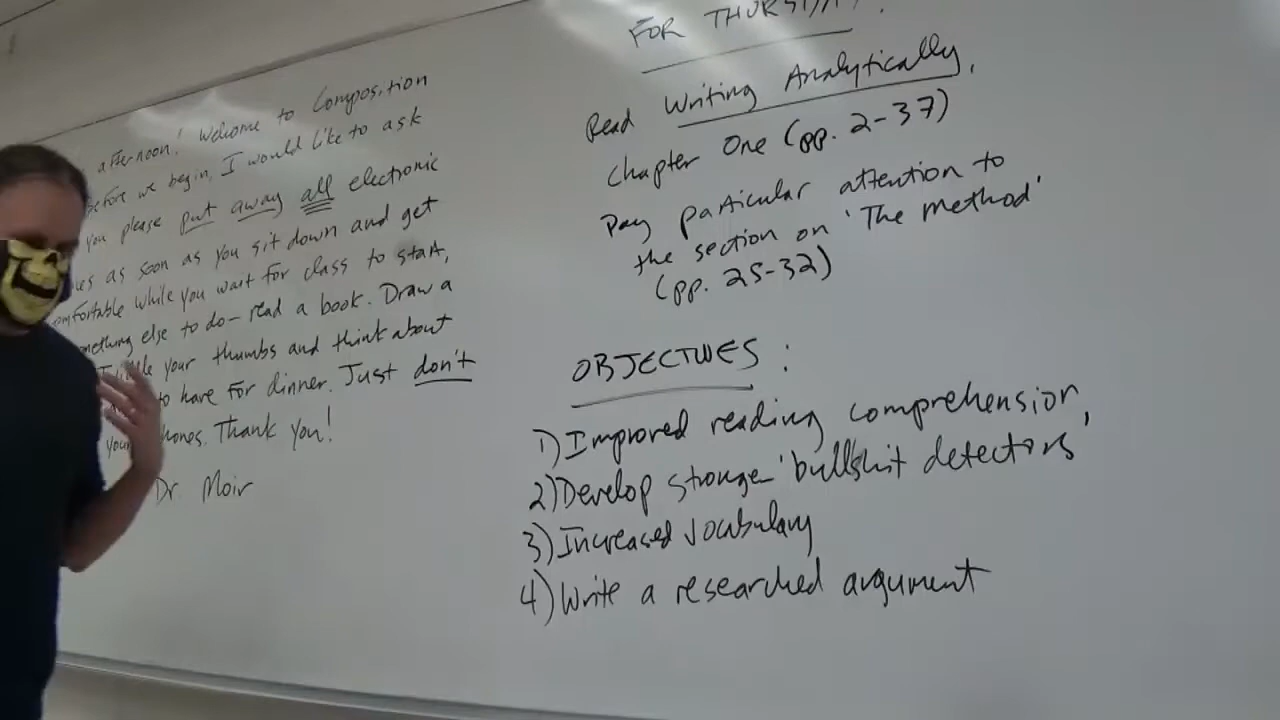 afternoon! Welcome to Composition
before we begin, I would like to ask
you please put away all electronic
as soon as you sit down and get
comfortable while you wait for class to start,
something else to do— read a book. Draw a
your thumbs and think about
to have for dinner. Just don't
your phones. Thank you!
Dr Moir
FOR THURSDAY:
Read Writing Analytically,
Chapter One (pp. 2-37)
Pay particular attention to
the section on 'The Method'
(pp. 25-32)
OBJECTIVES:
1) Improved reading comprehension,
2) Develop stronger 'bullshit detectors'
3) Increased vocabulary
4) Write a researched argument